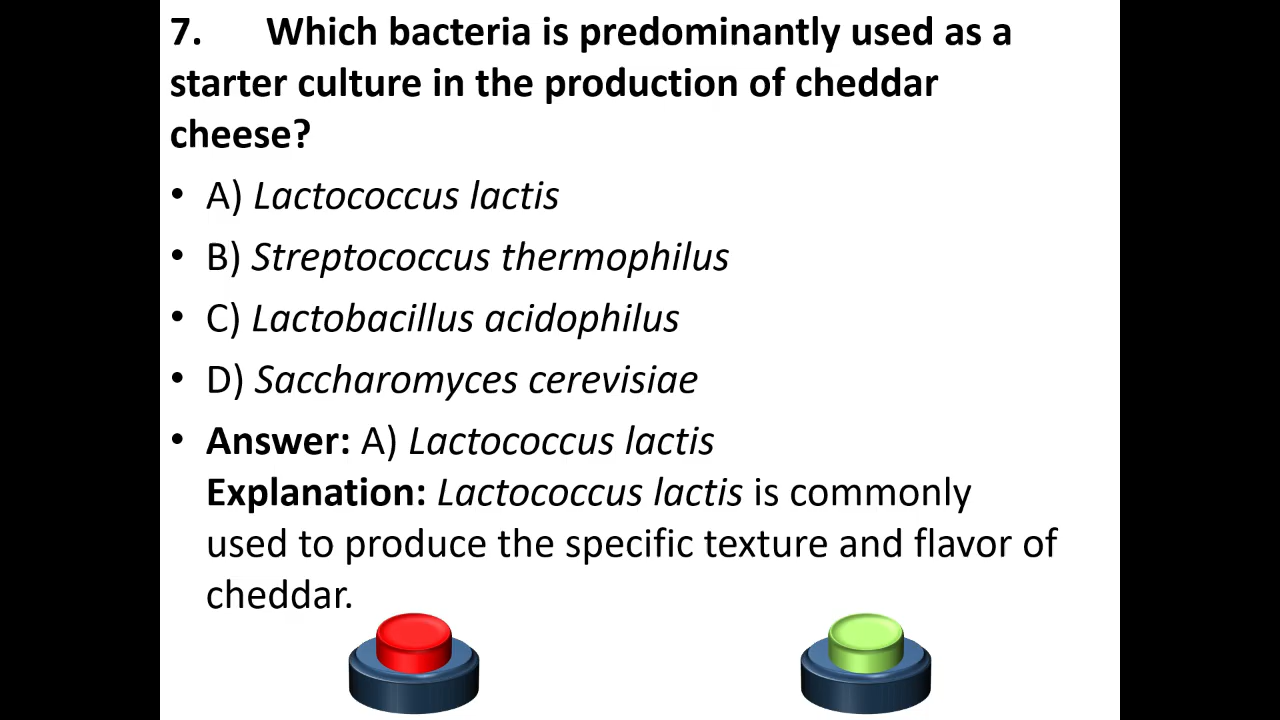 7. Which bacteria is predominantly used as a
starter culture in the production of cheddar
cheese?
• A) Lactococcus lactis
• B) Streptococcus thermophilus
• C) Lactobacillus acidophilus
• D) Saccharomyces cerevisiae
• Answer: A) Lactococcus lactis
Explanation: Lactococcus lactis is commonly
used to produce the specific texture and flavor of
cheddar.